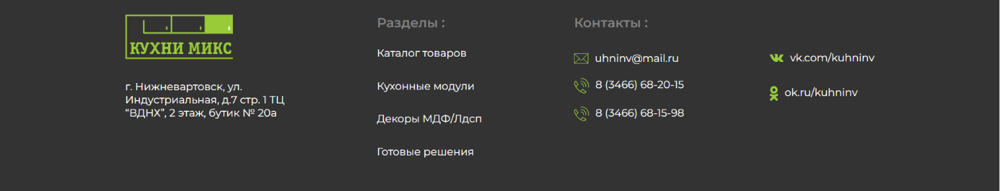 КУХНИ МИКС
г. Нижневартовск, ул.
Индустриальная, д.7 стр. 1 ТЦ
“ВДНХ”, 2 этаж, бутик № 20а
Разделы :
Каталог товаров
Кухонные модули
Декоры МДФ/Лдсп
Готовые решения
Контакты :
uhninv@mail.ru
8 (3466) 68-20-15
8 (3466) 68-15-98
vk.com/kuhninv
ok.ru/kuhninv